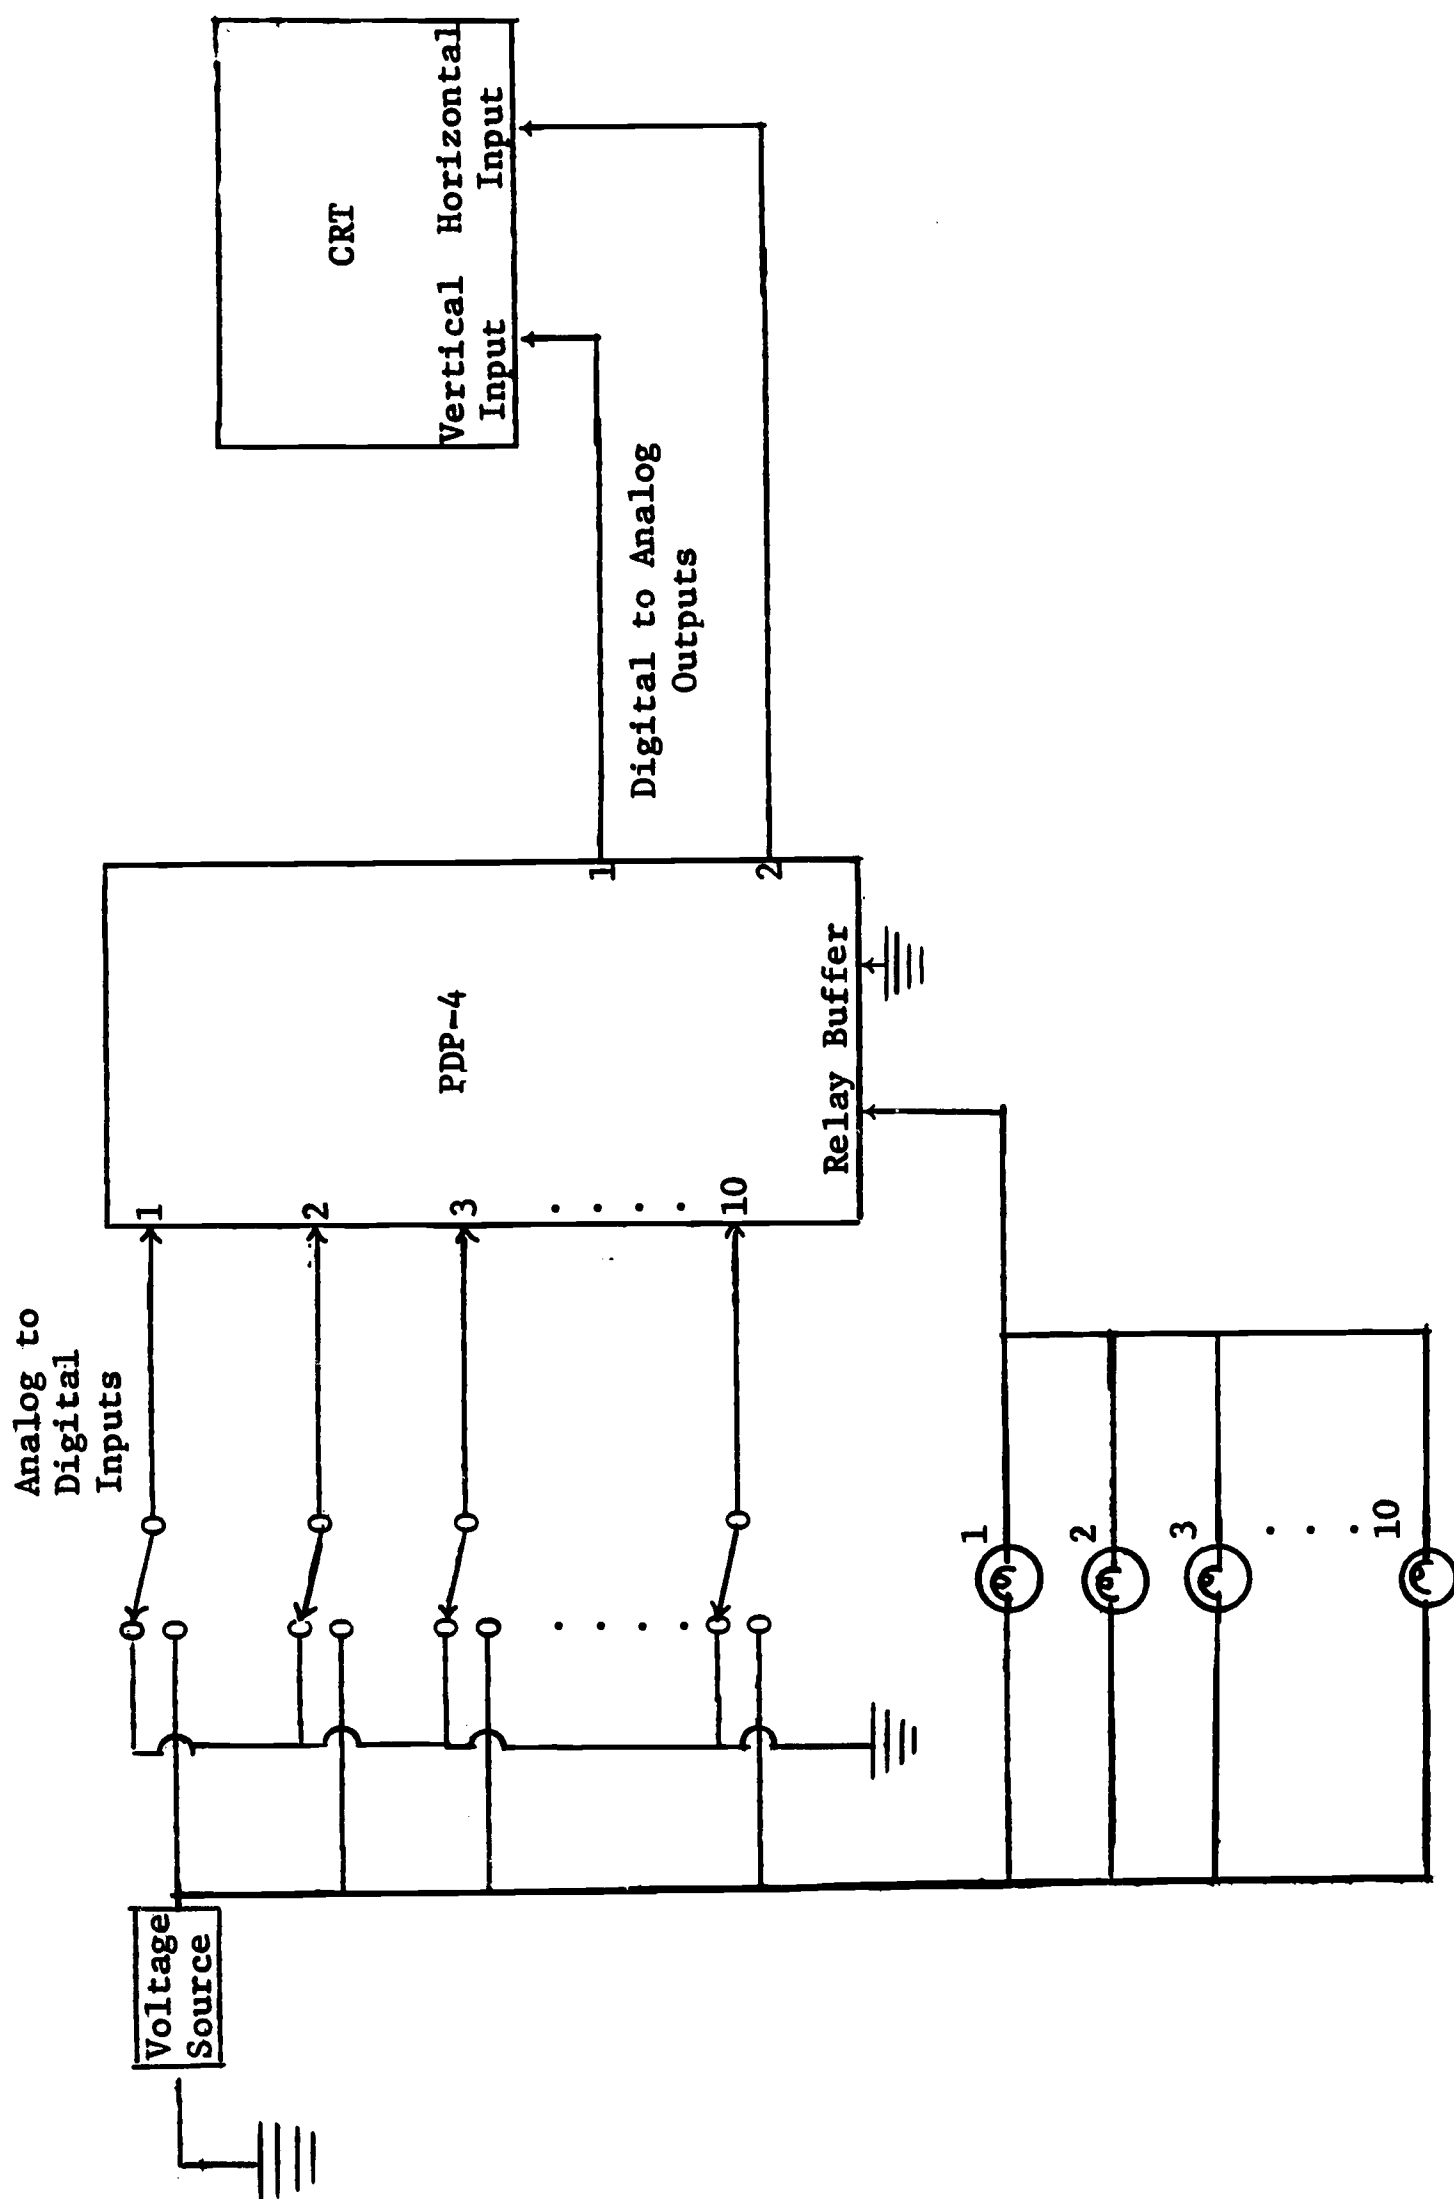 Voltage
Source
Analog to
Digital
Inputs
1
2
3
. . . .
10
. . . .
PDP-4
Relay Buffer
1
2
Digital to Analog
Outputs
CRT
Vertical Horizontal
Input Input
1
2
3
. . .
10